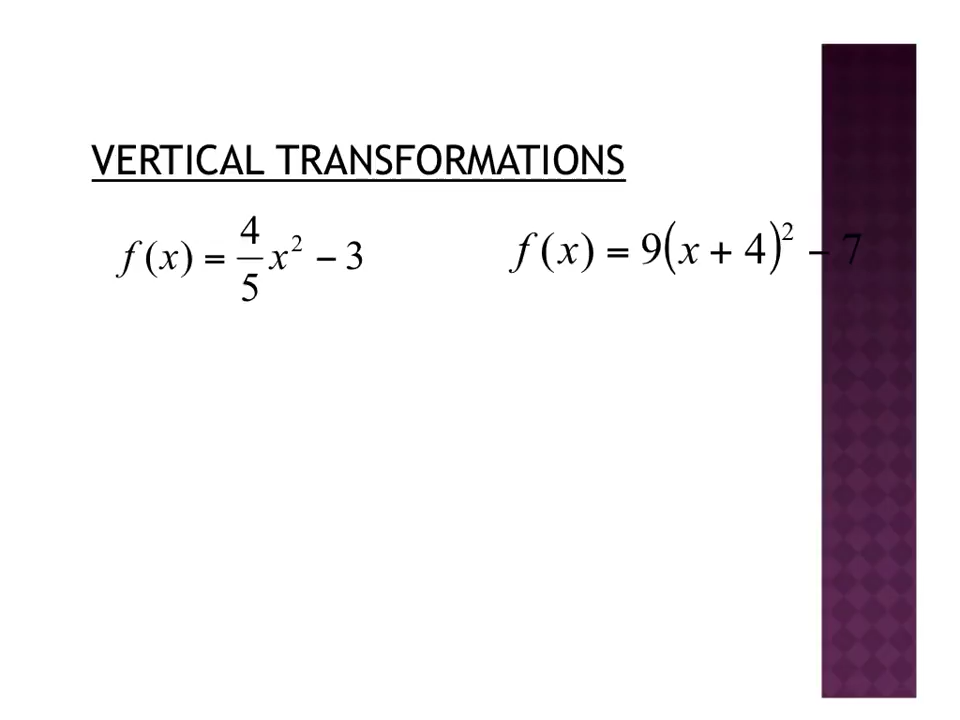 VERTICAL TRANSFORMATIONS
f(x) = 4/5 x² − 3
f(x) = 9(x + 4)² − 7